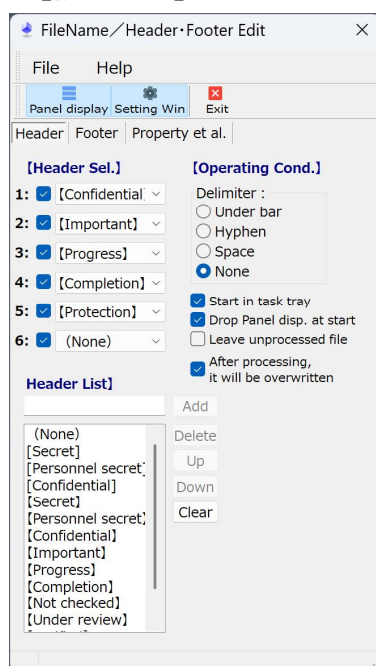 FileName／Header･Footer Edit
File Help
Panel display Setting Win Exit
Header Footer Property et al.
【Header Sel.】
1: 【Confidential
2: 【Important】
3: 【Progress】
4: 【Completion】
5: 【Protection】
6: (None)
【Operating Cond.】
Delimiter :
Under bar
Hyphen
Space
None
Start in task tray
Drop Panel disp. at start
Leave unprocessed file
After processing,
it will be overwritten
Header List】
Add
Delete
Up
Down
Clear
(None)
[Secret]
[Personnel secret]
[Confidential]
【Secret】
【Personnel secret】
【Confidential】
【Important】
【Progress】
【Completion】
【Not checked】
【Under review】